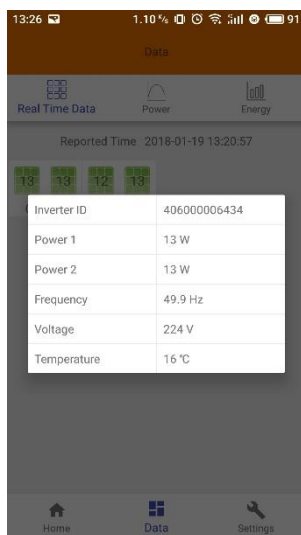 13:26 1.10 ᴷ/s 91
Data
Real Time Data Power Energy
Reported Time 2018-01-19 13:20:57
13 13 12 13
Inverter ID 406000006434
Power 1 13 W
Power 2 13 W
Frequency 49.9 Hz
Voltage 224 V
Temperature 16 ℃
Home Data Settings